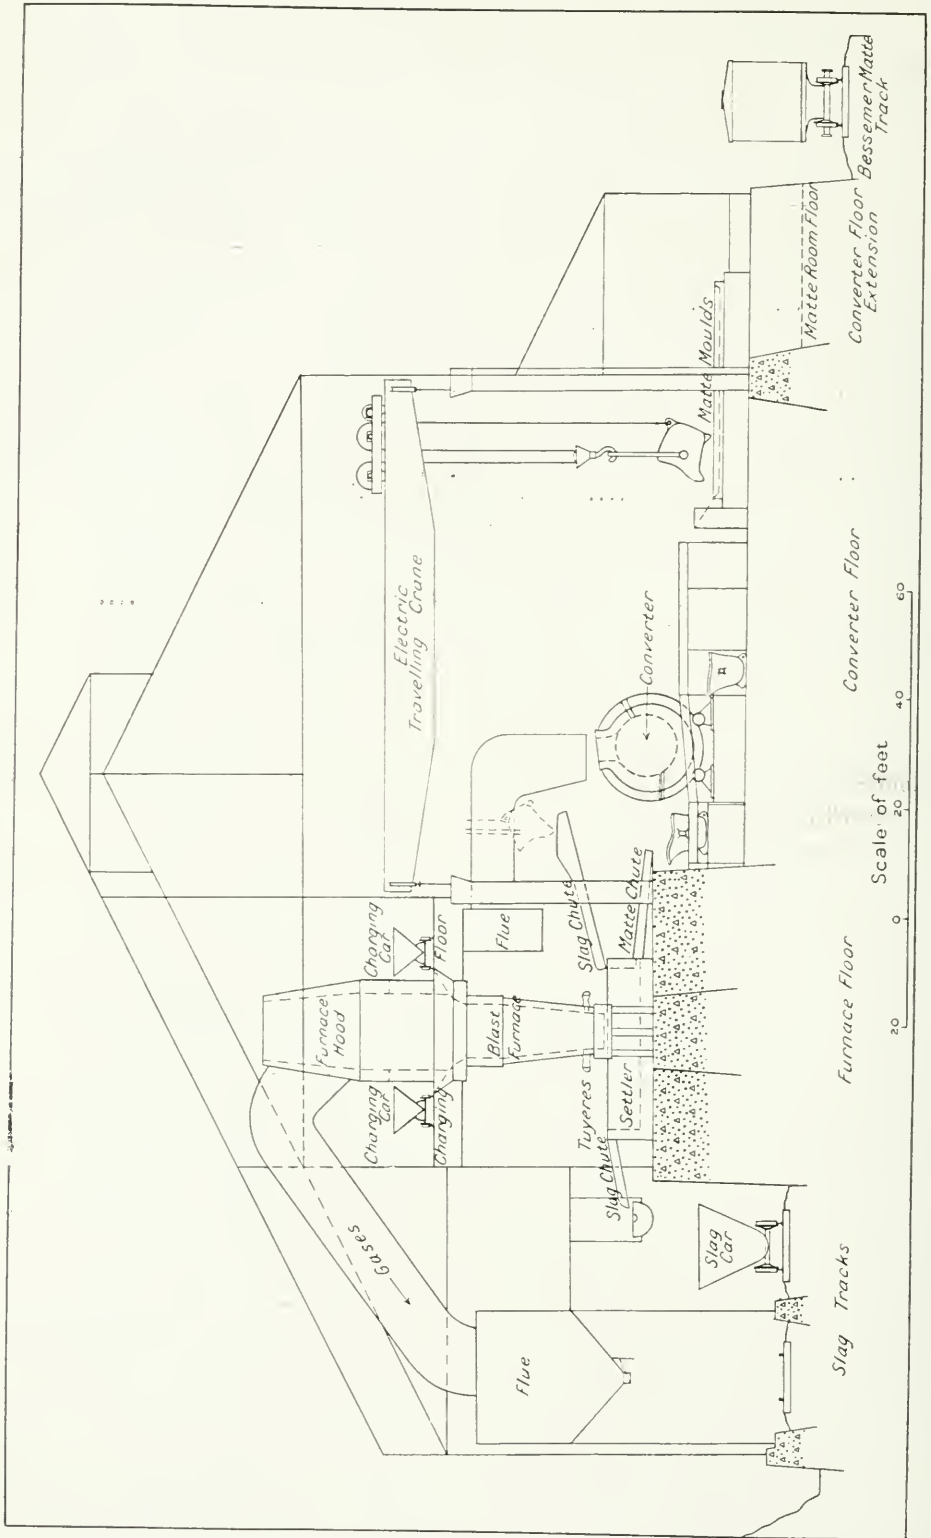 Gases
Flue
Charging
Car
Furnace
Hood
Charging
Car
Charging
Floor
Blast
Furnace
Flue
Tuyeres
Settler
Slag Chute
Slag Chute
Matte Chute
Slag
Car
Electric
Travelling Crane
Converter
Matte Moulds
Matte Room Floor
Slag Tracks
Furnace Floor
Converter Floor
Converter Floor
Extension
Bessemer Matte
Track
Scale of feet
20
0
20
40
60